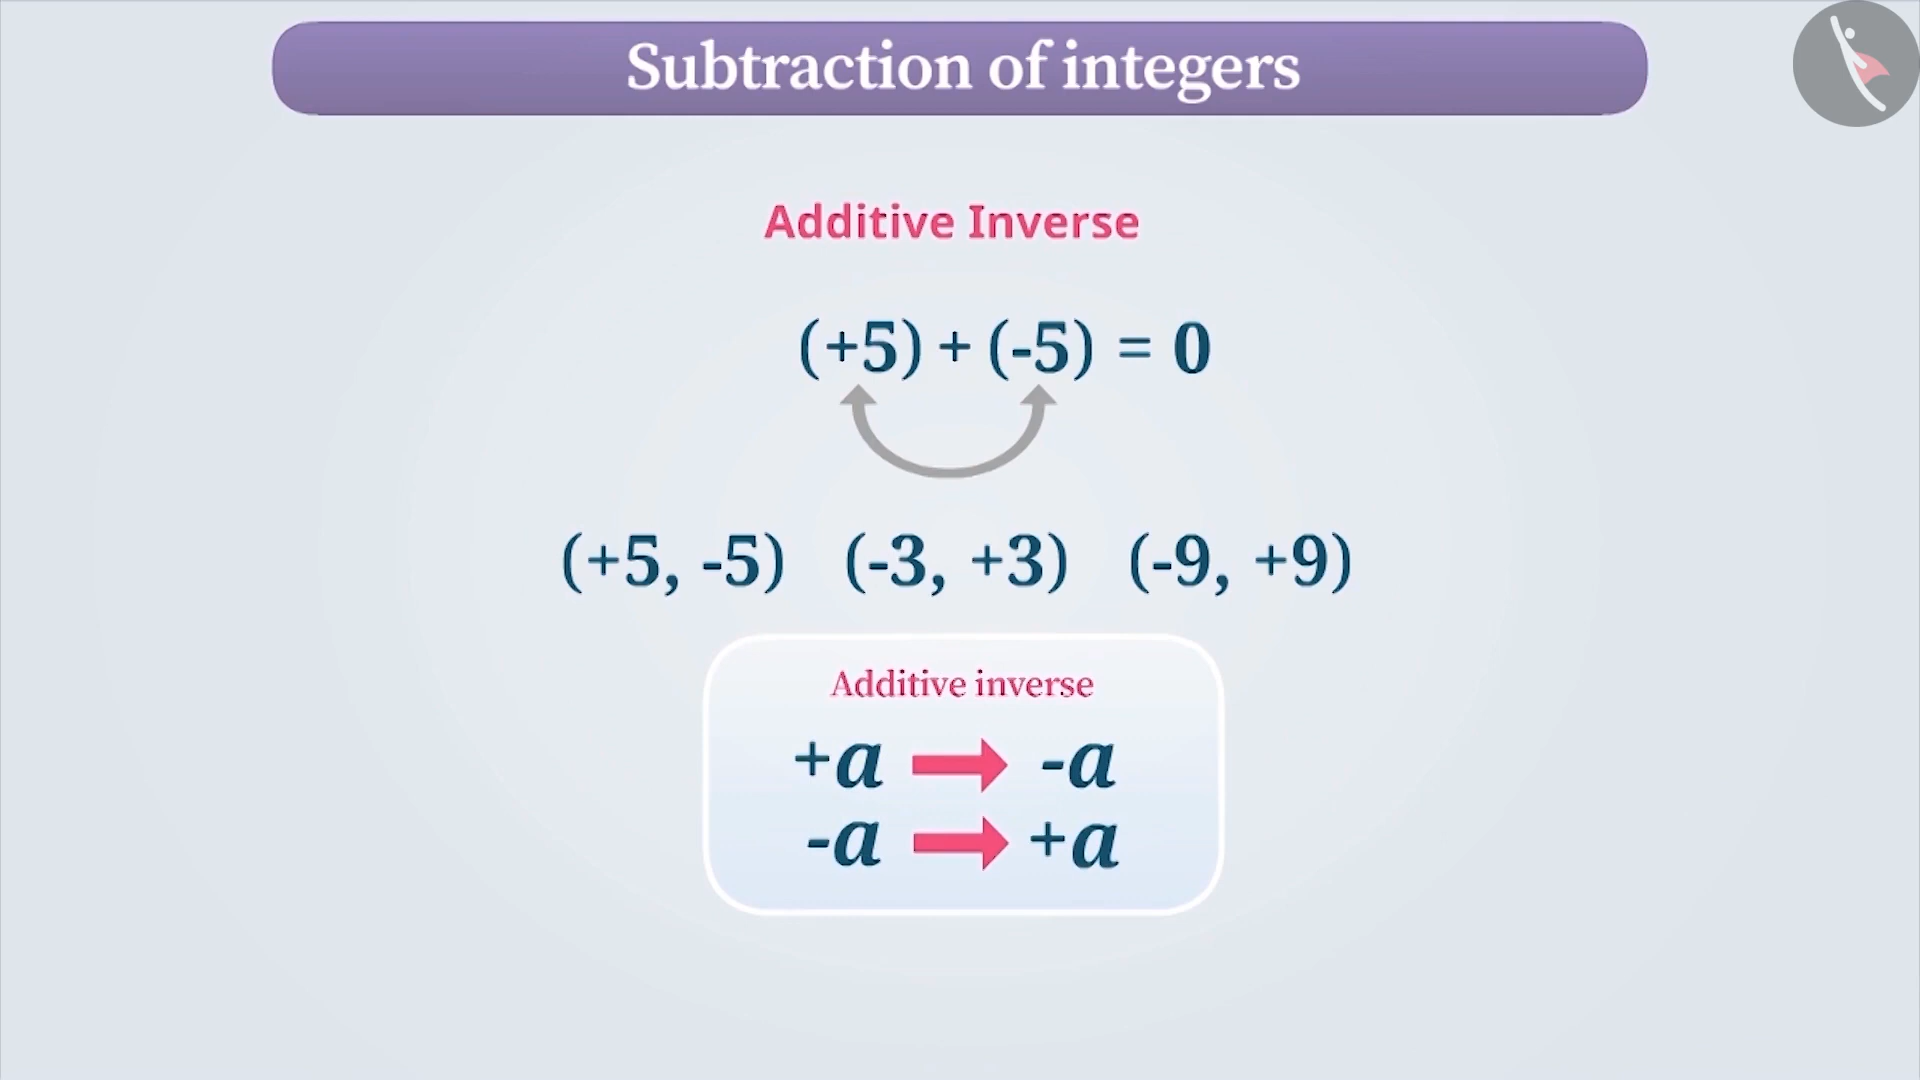 Subtraction of integers
Additive Inverse
(+5) + (-5) = 0
(+5, -5) (-3, +3) (-9, +9)
Additive inverse
+a ➡ -a
-a ➡ +a